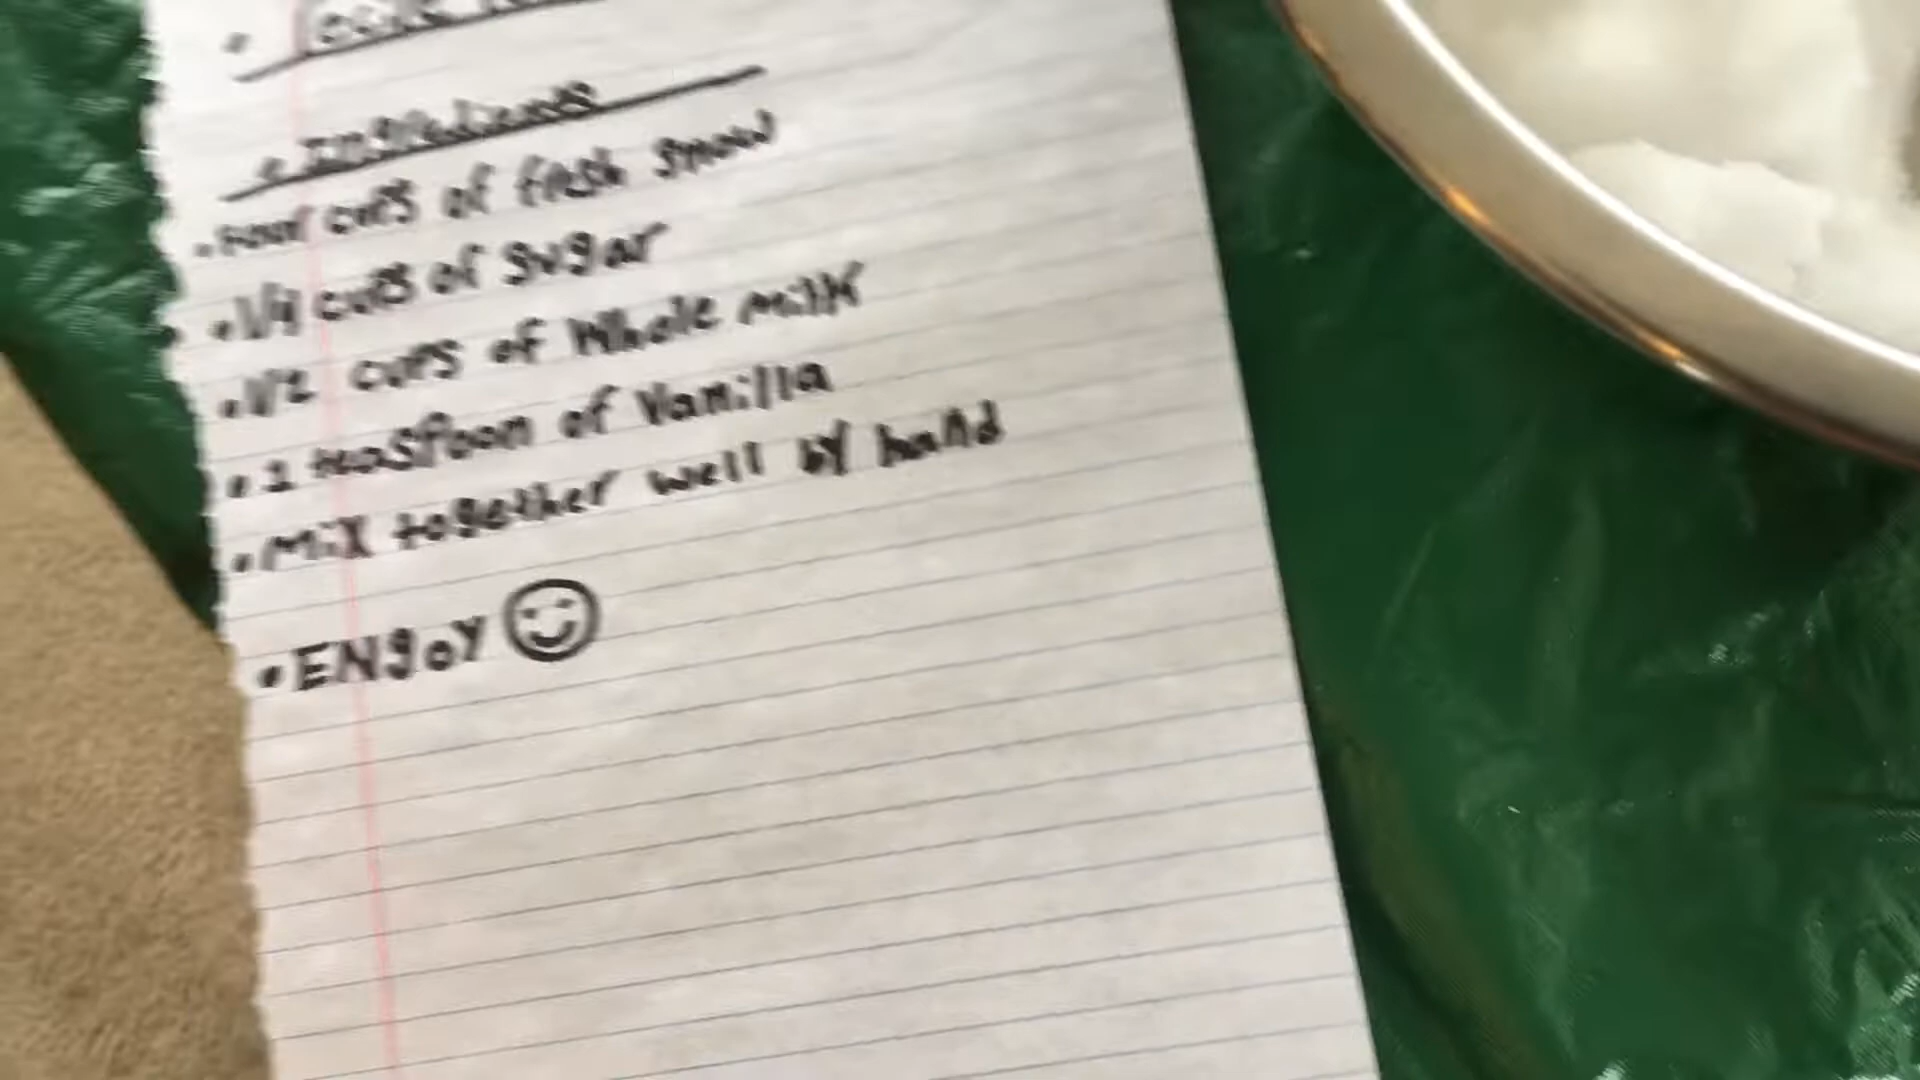 • Ingredients
• Four cups of fresh snow
• 1/4 cups of sugar
• 1/2 cups of Whole milk
• 1 teaspoon of Vanilla
• Mix together well by hand
• ENJoY